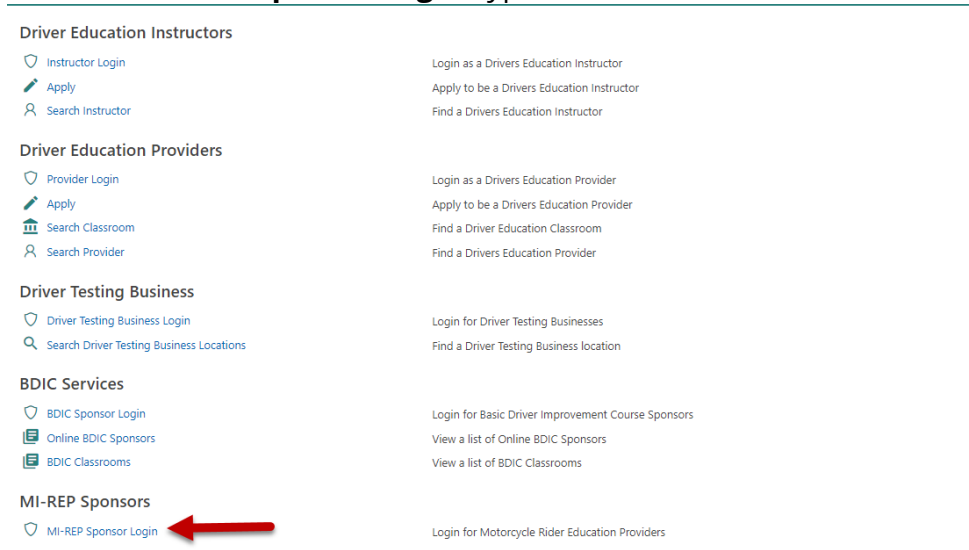 Driver Education Instructors
Instructor Login Login as a Drivers Education Instructor
Apply Apply to be a Drivers Education Instructor
Search Instructor Find a Drivers Education Instructor
Driver Education Providers
Provider Login Login as a Drivers Education Provider
Apply Apply to be a Drivers Education Provider
Search Classroom Find a Driver Education Classroom
Search Provider Find a Drivers Education Provider
Driver Testing Business
Driver Testing Business Login Login for Driver Testing Businesses
Search Driver Testing Business Locations Find a Driver Testing Business location
BDIC Services
BDIC Sponsor Login Login for Basic Driver Improvement Course Sponsors
Online BDIC Sponsors View a list of Online BDIC Sponsors
BDIC Classrooms View a list of BDIC Classrooms
MI-REP Sponsors
MI-REP Sponsor Login Login for Motorcycle Rider Education Providers